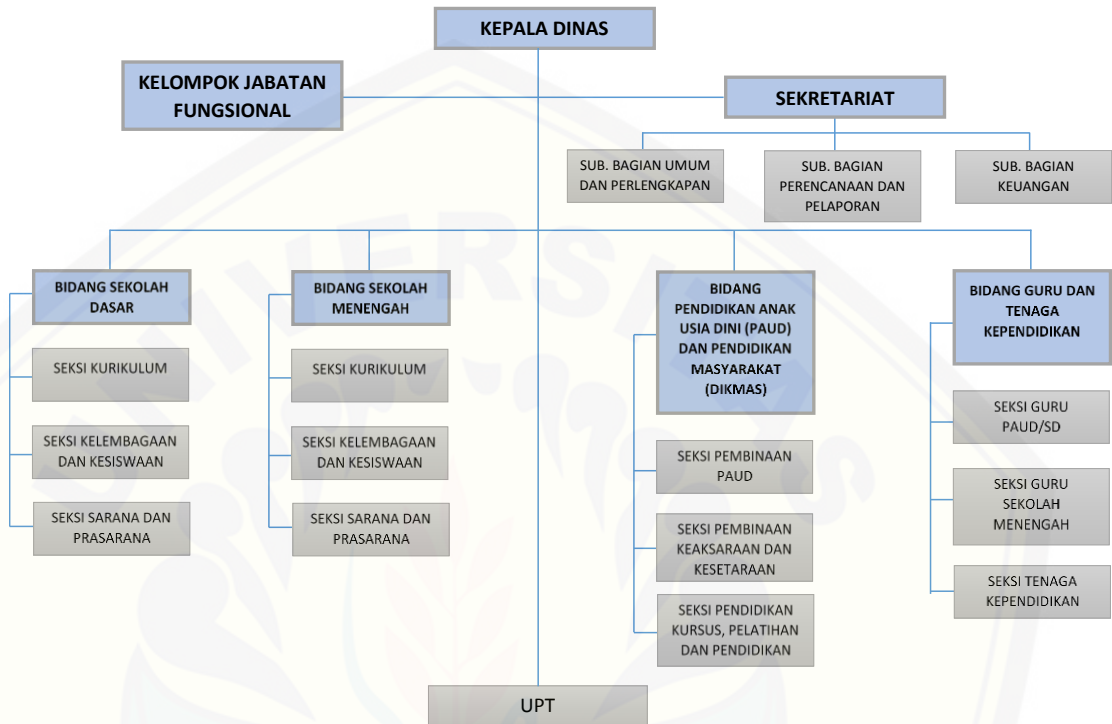 KEPALA DINAS
KELOMPOK JABATAN
FUNGSIONAL
SEKRETARIAT
SUB. BAGIAN UMUM
DAN PERLENGKAPAN
SUB. BAGIAN
PERENCANAAN DAN
PELAPORAN
SUB. BAGIAN
KEUANGAN
BIDANG SEKOLAH
DASAR
SEKSI KURIKULUM
SEKSI KELEMBAGAAN
DAN KESISWAAN
SEKSI SARANA DAN
PRASARANA
BIDANG SEKOLAH
MENENGAH
SEKSI KURIKULUM
SEKSI KELEMBAGAAN
DAN KESISWAAN
SEKSI SARANA DAN
PRASARANA
BIDANG
PENDIDIKAN ANAK
USIA DINI (PAUD)
DAN PENDIDIKAN
MASYARAKAT
(DIKMAS)
SEKSI PEMBINAAN
PAUD
SEKSI PEMBINAAN
KEAKSARAAN DAN
KESETARAAN
SEKSI PENDIDIKAN
KURSUS, PELATIHAN
DAN PENDIDIKAN
BIDANG GURU DAN
TENAGA
KEPENDIDIKAN
SEKSI GURU
PAUD/SD
SEKSI GURU
SEKOLAH
MENENGAH
SEKSI TENAGA
KEPENDIDIKAN
UPT
UNIVERSITAS